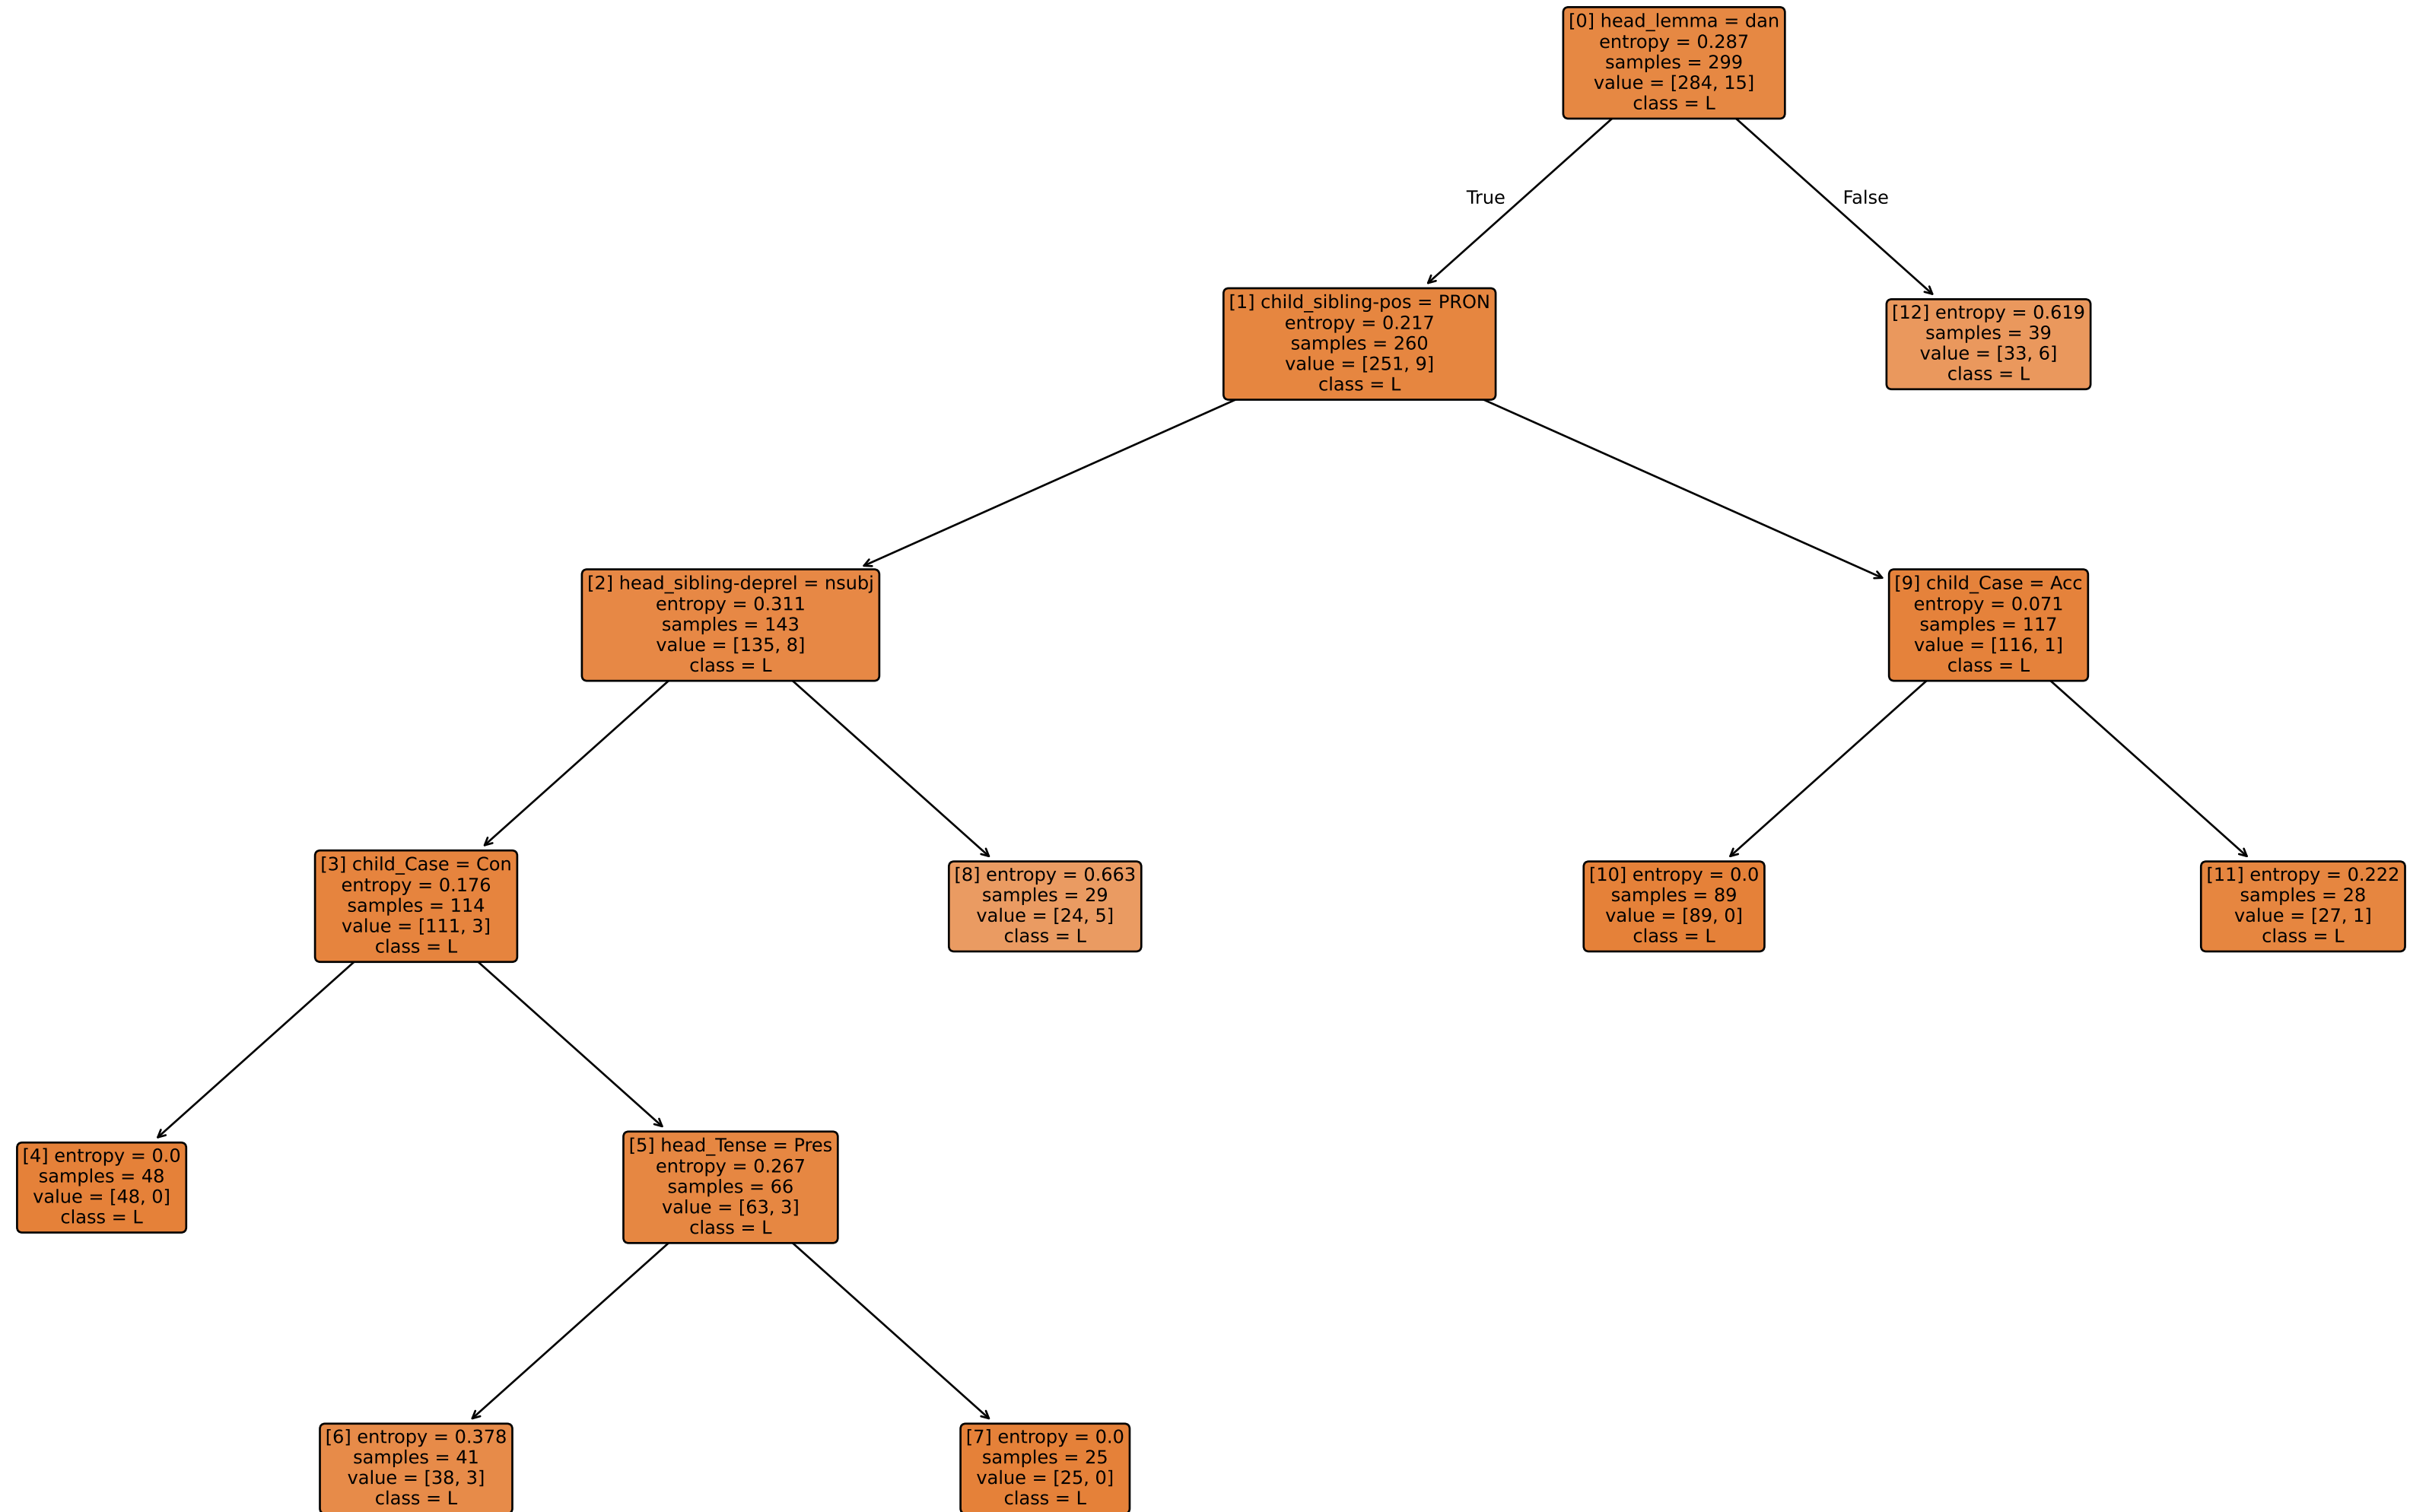 [0] head_lemma = dan
entropy = 0.287
samples = 299
value = [284, 15]
class = L
True
False
[1] child_sibling-pos = PRON
entropy = 0.217
samples = 260
value = [251, 9]
class = L
[12] entropy = 0.619
samples = 39
value = [33, 6]
class = L
[2] head_sibling-deprel = nsubj
entropy = 0.311
samples = 143
value = [135, 8]
class = L
[9] child_Case = Acc
entropy = 0.071
samples = 117
value = [116, 1]
class = L
[3] child_Case = Con
entropy = 0.176
samples = 114
value = [111, 3]
class = L
[8] entropy = 0.663
samples = 29
value = [24, 5]
class = L
[10] entropy = 0.0
samples = 89
value = [89, 0]
class = L
[11] entropy = 0.222
samples = 28
value = [27, 1]
class = L
[4] entropy = 0.0
samples = 48
value = [48, 0]
class = L
[5] head_Tense = Pres
entropy = 0.267
samples = 66
value = [63, 3]
class = L
[6] entropy = 0.378
samples = 41
value = [38, 3]
class = L
[7] entropy = 0.0
samples = 25
value = [25, 0]
class = L